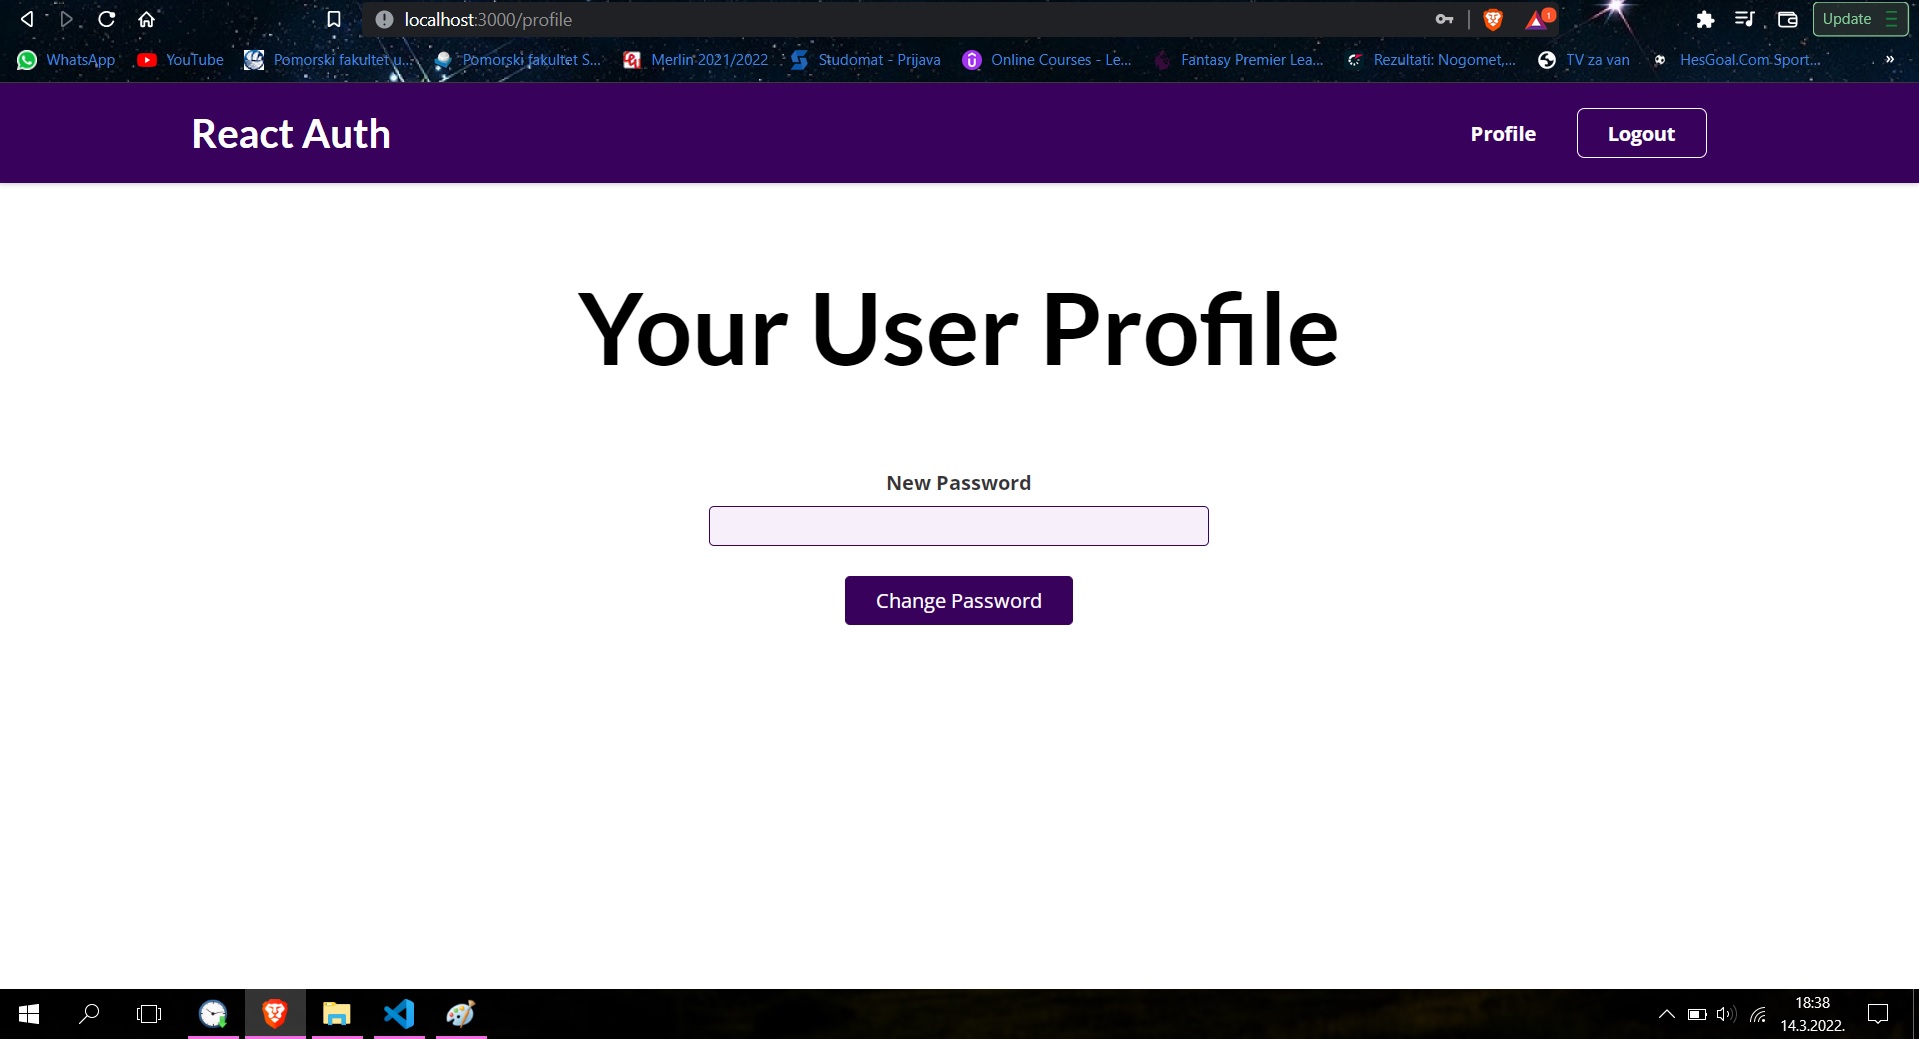 localhost:3000/profile
1
Update
WhatsApp
YouTube
Pomorski fakultet u...
Pomorski fakultet S...
Merlin 2021/2022
Studomat - Prijava
Online Courses - Le...
Fantasy Premier Lea...
Rezultati: Nogomet,...
TV za van
HesGoal.Com Sport...
»
React Auth
Profile
Logout
Your User Profile
New Password
Change Password
18:38
14.3.2022.